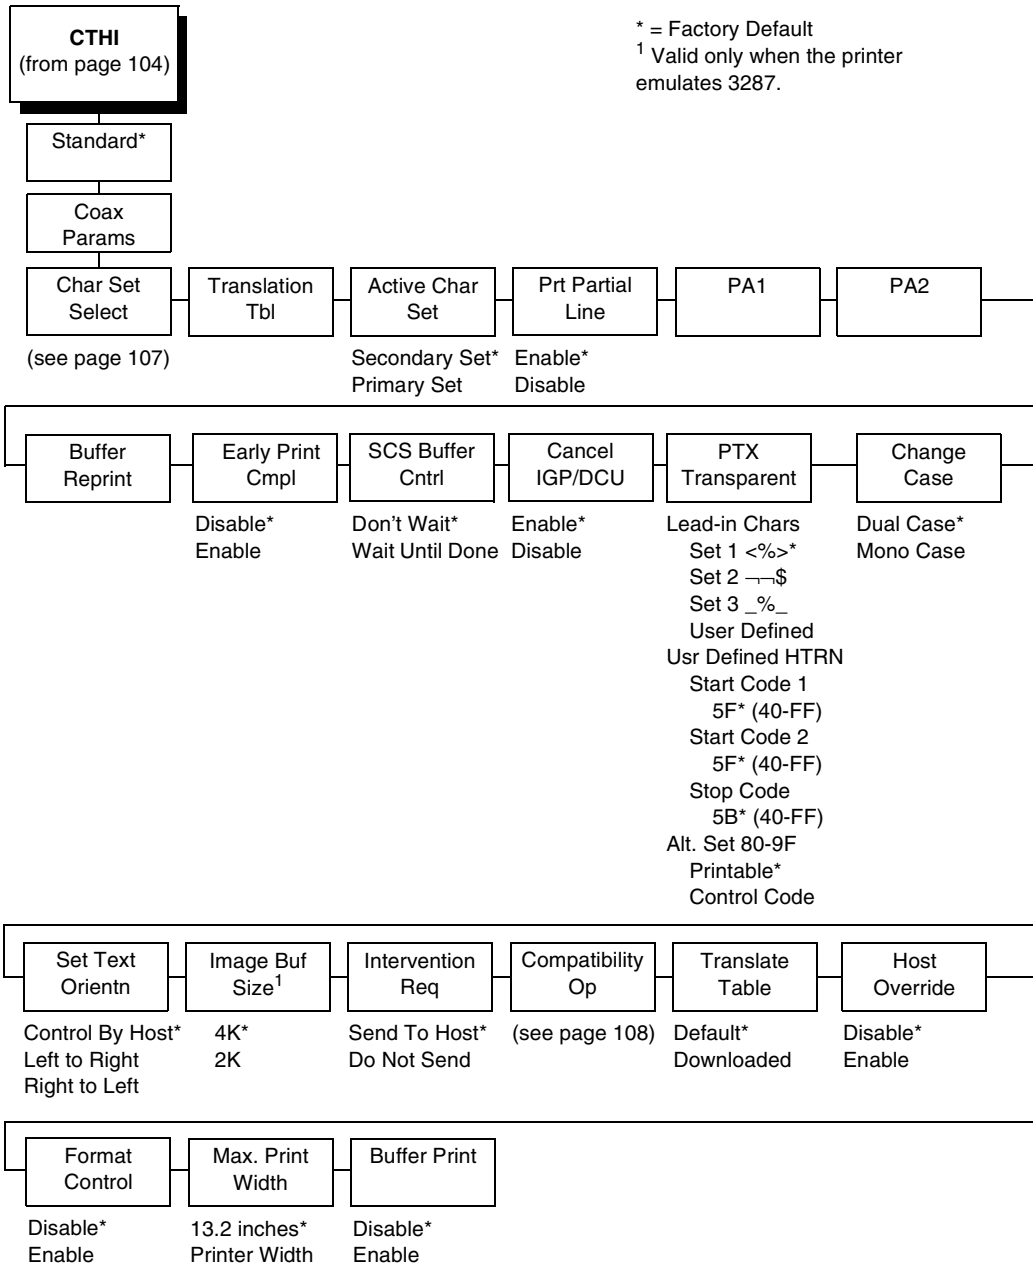 CTHI
(from page 104)
* = Factory Default
1 Valid only when the printer
emulates 3287.
Standard*
Coax
Params
Char Set
Select
(see page 107)
Translation
Tbl
Active Char
Set
Secondary Set*
Primary Set
Prt Partial
Line
Enable*
Disable
PA1
PA2
Buffer
Reprint
Early Print
Cmpl
Disable*
Enable
SCS Buffer
Cntrl
Don't Wait*
Wait Until Done
Cancel
IGP/DCU
Enable*
Disable
PTX
Transparent
Lead-in Chars
Set 1 <%>*
Set 2 ¬¬$
Set 3 _%_
User Defined
Usr Defined HTRN
Start Code 1
5F* (40-FF)
Start Code 2
5F* (40-FF)
Stop Code
5B* (40-FF)
Alt. Set 80-9F
Printable*
Control Code
Change
Case
Dual Case*
Mono Case
Set Text
Orientn
Control By Host*
Left to Right
Right to Left
Image Buf
Size1
4K*
2K
Intervention
Req
Send To Host*
Do Not Send
Compatibility
Op
(see page 108)
Translate
Table
Default*
Downloaded
Host
Override
Disable*
Enable
Format
Control
Disable*
Enable
Max. Print
Width
13.2 inches*
Printer Width
Buffer Print
Disable*
Enable